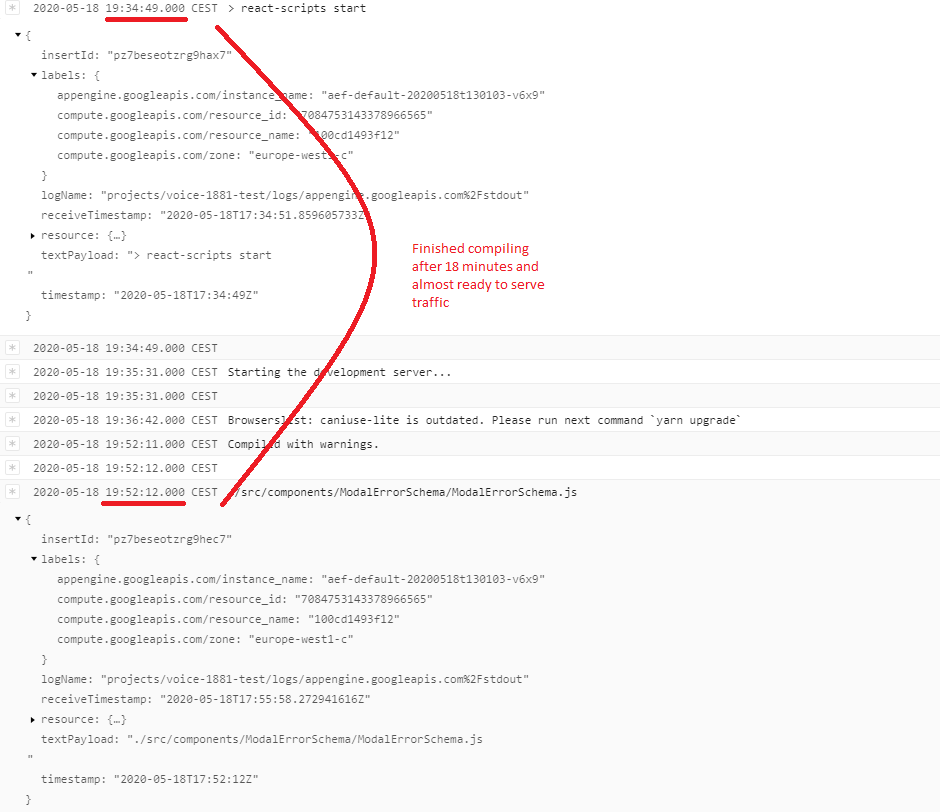 * 2020-05-18 19:34:49.000 CEST > react-scripts start
{
insertId: "pz7beseotzrg9hax7"
labels: {
appengine.googleapis.com/instance_name: "aef-default-20200518t130103-v6x9"
compute.googleapis.com/resource_id: "7084753143378966565"
compute.googleapis.com/resource_name: "100cd1493f12"
compute.googleapis.com/zone: "europe-west1-c"
}
logName: "projects/voice-1881-test/logs/appengine.googleapis.com%2Fstdout"
receiveTimestamp: "2020-05-18T17:34:51.859605733Z"
resource: {…}
textPayload: "> react-scripts start
"
timestamp: "2020-05-18T17:34:49Z"
}
Finished compiling
after 18 minutes and
almost ready to serve
traffic
* 2020-05-18 19:34:49.000 CEST
* 2020-05-18 19:35:31.000 CEST Starting the development server...
* 2020-05-18 19:35:31.000 CEST
* 2020-05-18 19:36:42.000 CEST Browserslist: caniuse-lite is outdated. Please run next command `yarn upgrade`
* 2020-05-18 19:52:11.000 CEST Compiled with warnings.
* 2020-05-18 19:52:12.000 CEST
* 2020-05-18 19:52:12.000 CEST ./src/components/ModalErrorSchema/ModalErrorSchema.js
{
insertId: "pz7beseotzrg9hec7"
labels: {
appengine.googleapis.com/instance_name: "aef-default-20200518t130103-v6x9"
compute.googleapis.com/resource_id: "7084753143378966565"
compute.googleapis.com/resource_name: "100cd1493f12"
compute.googleapis.com/zone: "europe-west1-c"
}
logName: "projects/voice-1881-test/logs/appengine.googleapis.com%2Fstdout"
receiveTimestamp: "2020-05-18T17:55:58.272941616Z"
resource: {…}
textPayload: "./src/components/ModalErrorSchema/ModalErrorSchema.js
"
timestamp: "2020-05-18T17:52:12Z"
}